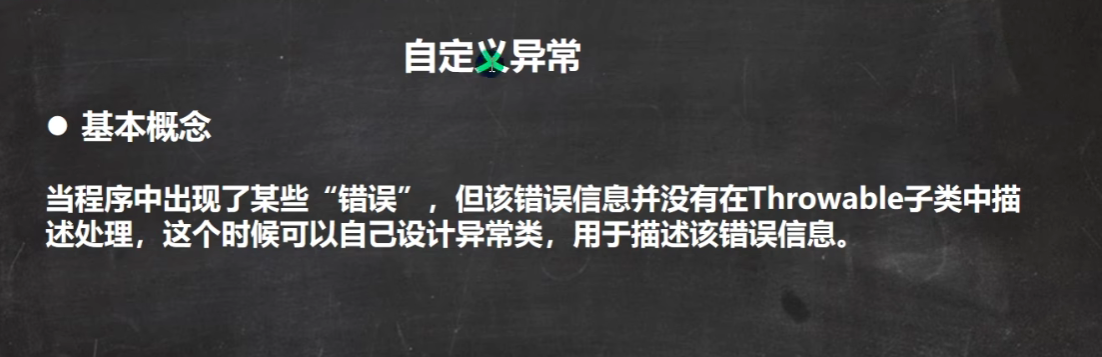 自定义异常
● 基本概念
当程序中出现了某些“错误”，但该错误信息并没有在Throwable子类中描
述处理，这个时候可以自己设计异常类，用于描述该错误信息。